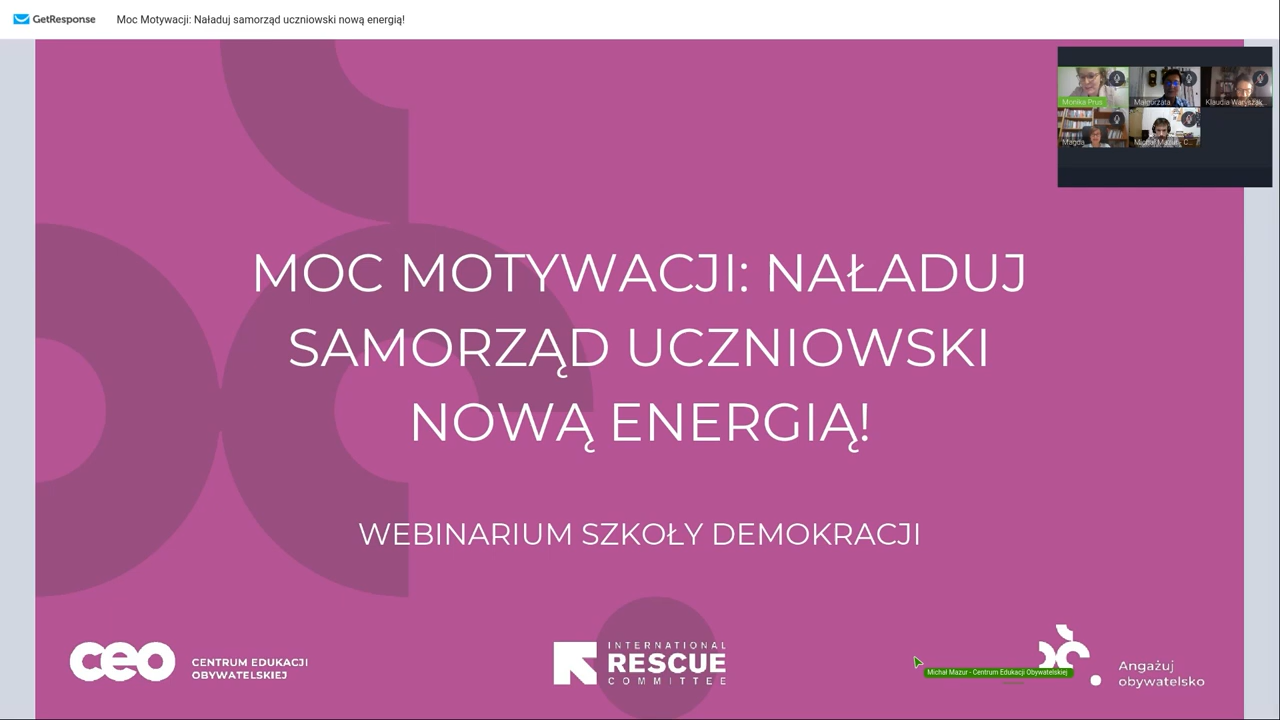 GetResponse
Moc Motywacji: Naładuj samorząd uczniowski nową energią!
Monika Prus
Małgorzata
Klaudia Waryszak...
Magda
Michał Mazur - C...
MOC MOTYWACJI: NAŁADUJ
SAMORZĄD UCZNIOWSKI
NOWĄ ENERGIĄ!
WEBINARIUM SZKOŁY DEMOKRACJI
ceo
CENTRUM EDUKACJI
OBYWATELSKIEJ
INTERNATIONAL
RESCUE
COMMITTEE
Michał Mazur - Centrum Edukacji Obywatelskiej
Angażuj
obywatelsko